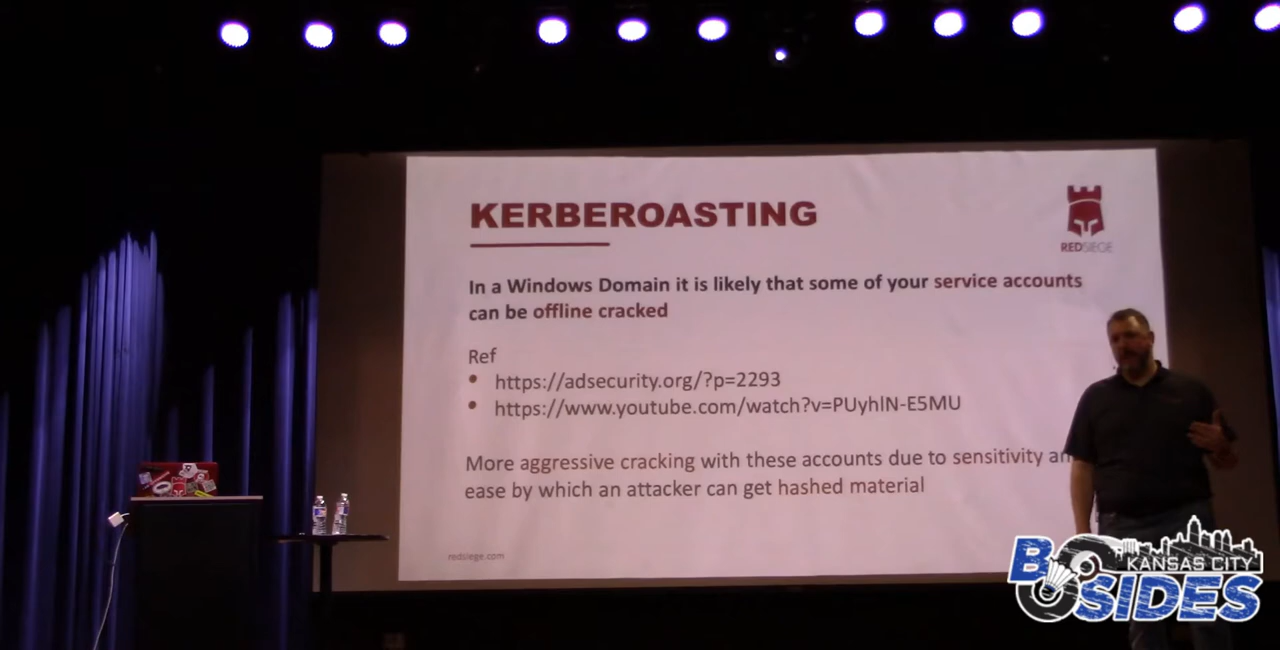 KERBEROASTING
REDSIEGE
In a Windows Domain it is likely that some of your service accounts
can be offline cracked
Ref
• https://adsecurity.org/?p=2293
• https://www.youtube.com/watch?v=PUyhlN-E5MU
More aggressive cracking with these accounts due to sensitivity an
ease by which an attacker can get hashed material
redsiege.com
KANSAS CITY
BSIDES